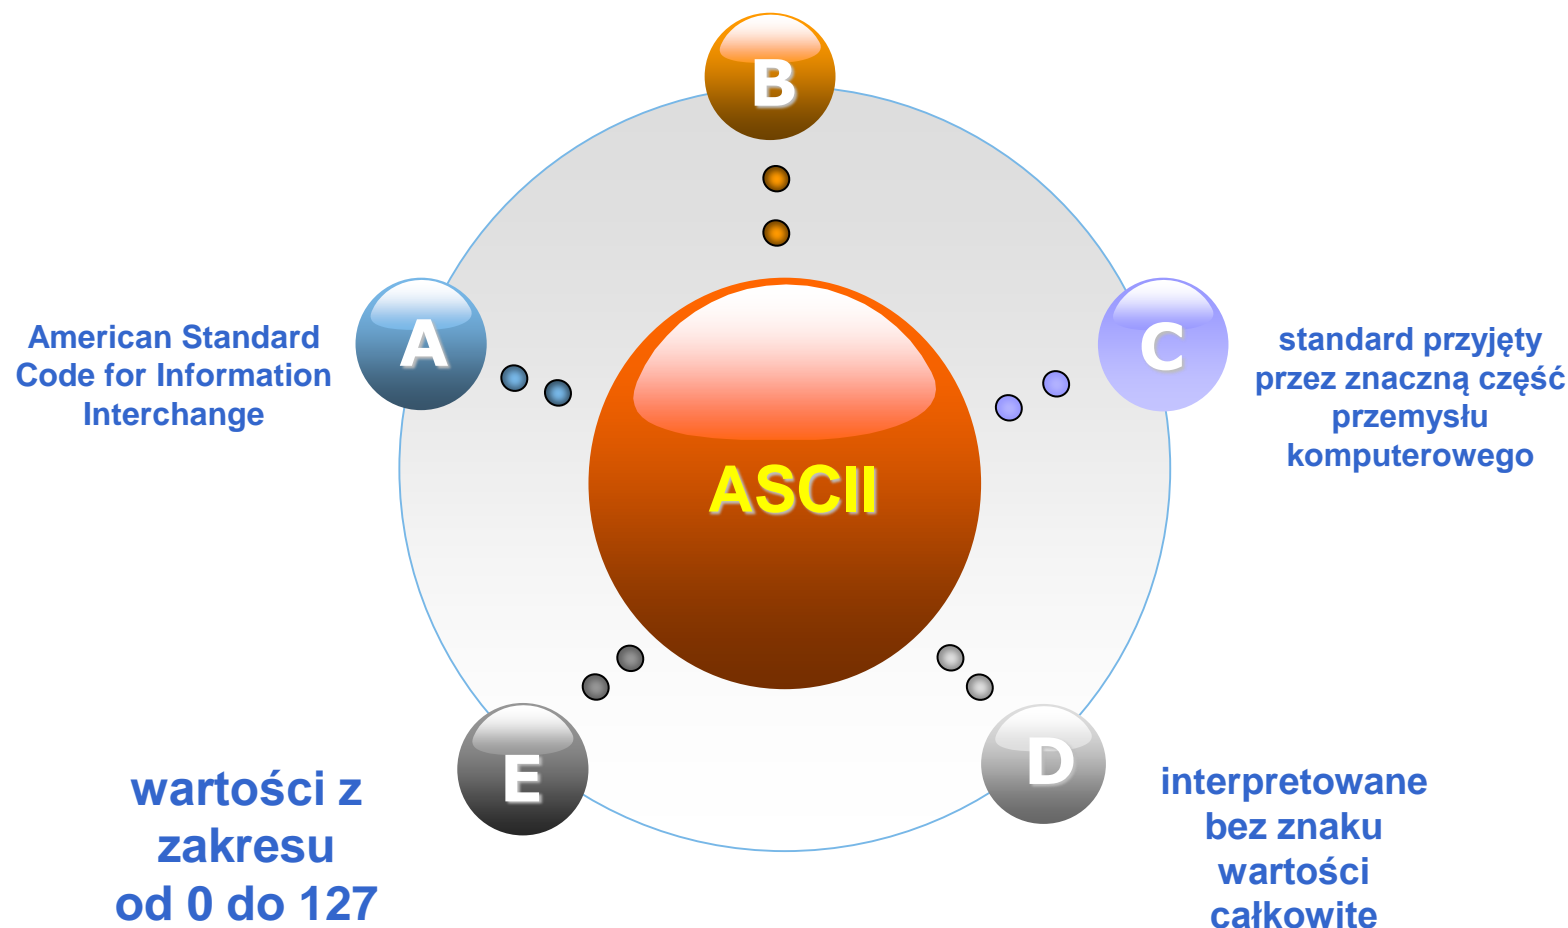 B
A
American Standard
Code for Information
Interchange
C
standard przyjęty
przez znaczną część
przemysłu
komputerowego
ASCII
E
wartości z
zakresu
od 0 do 127
D
interpretowane
bez znaku
wartości
całkowite